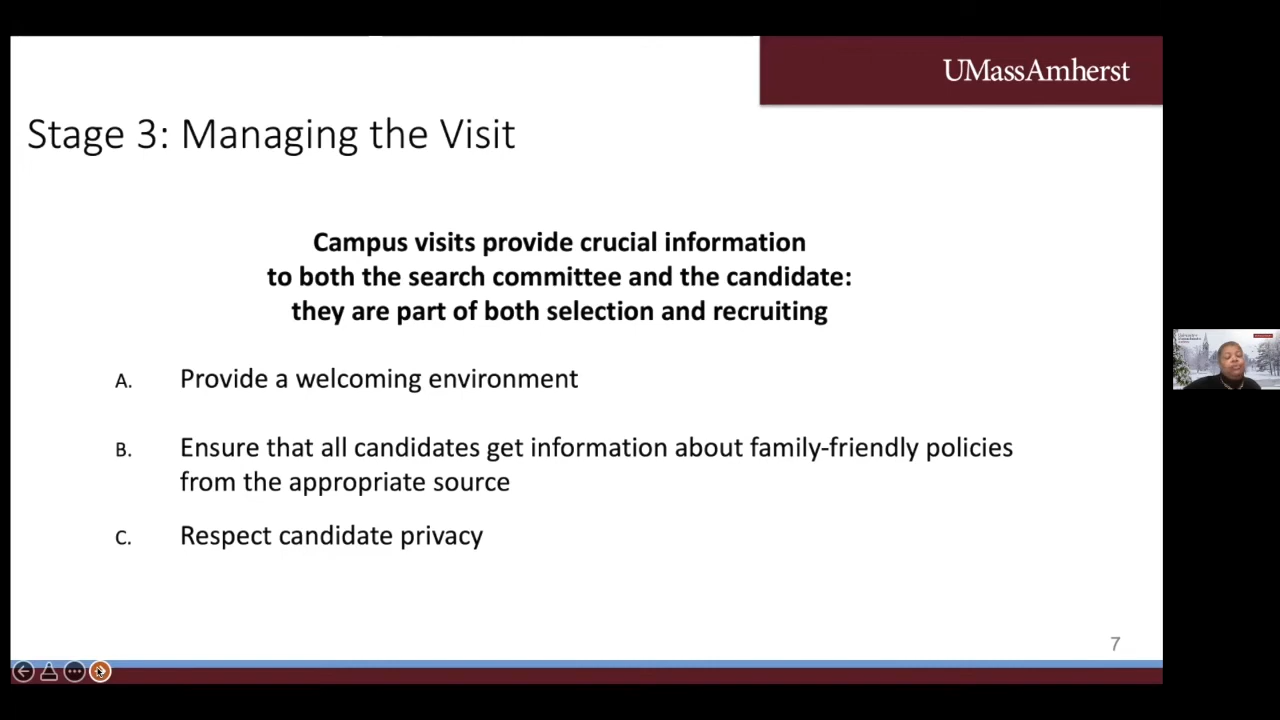 UMassAmherst
Stage 3: Managing the Visit
Campus visits provide crucial information
to both the search committee and the candidate:
they are part of both selection and recruiting
A. Provide a welcoming environment
B. Ensure that all candidates get information about family-friendly policies
from the appropriate source
C. Respect candidate privacy
7